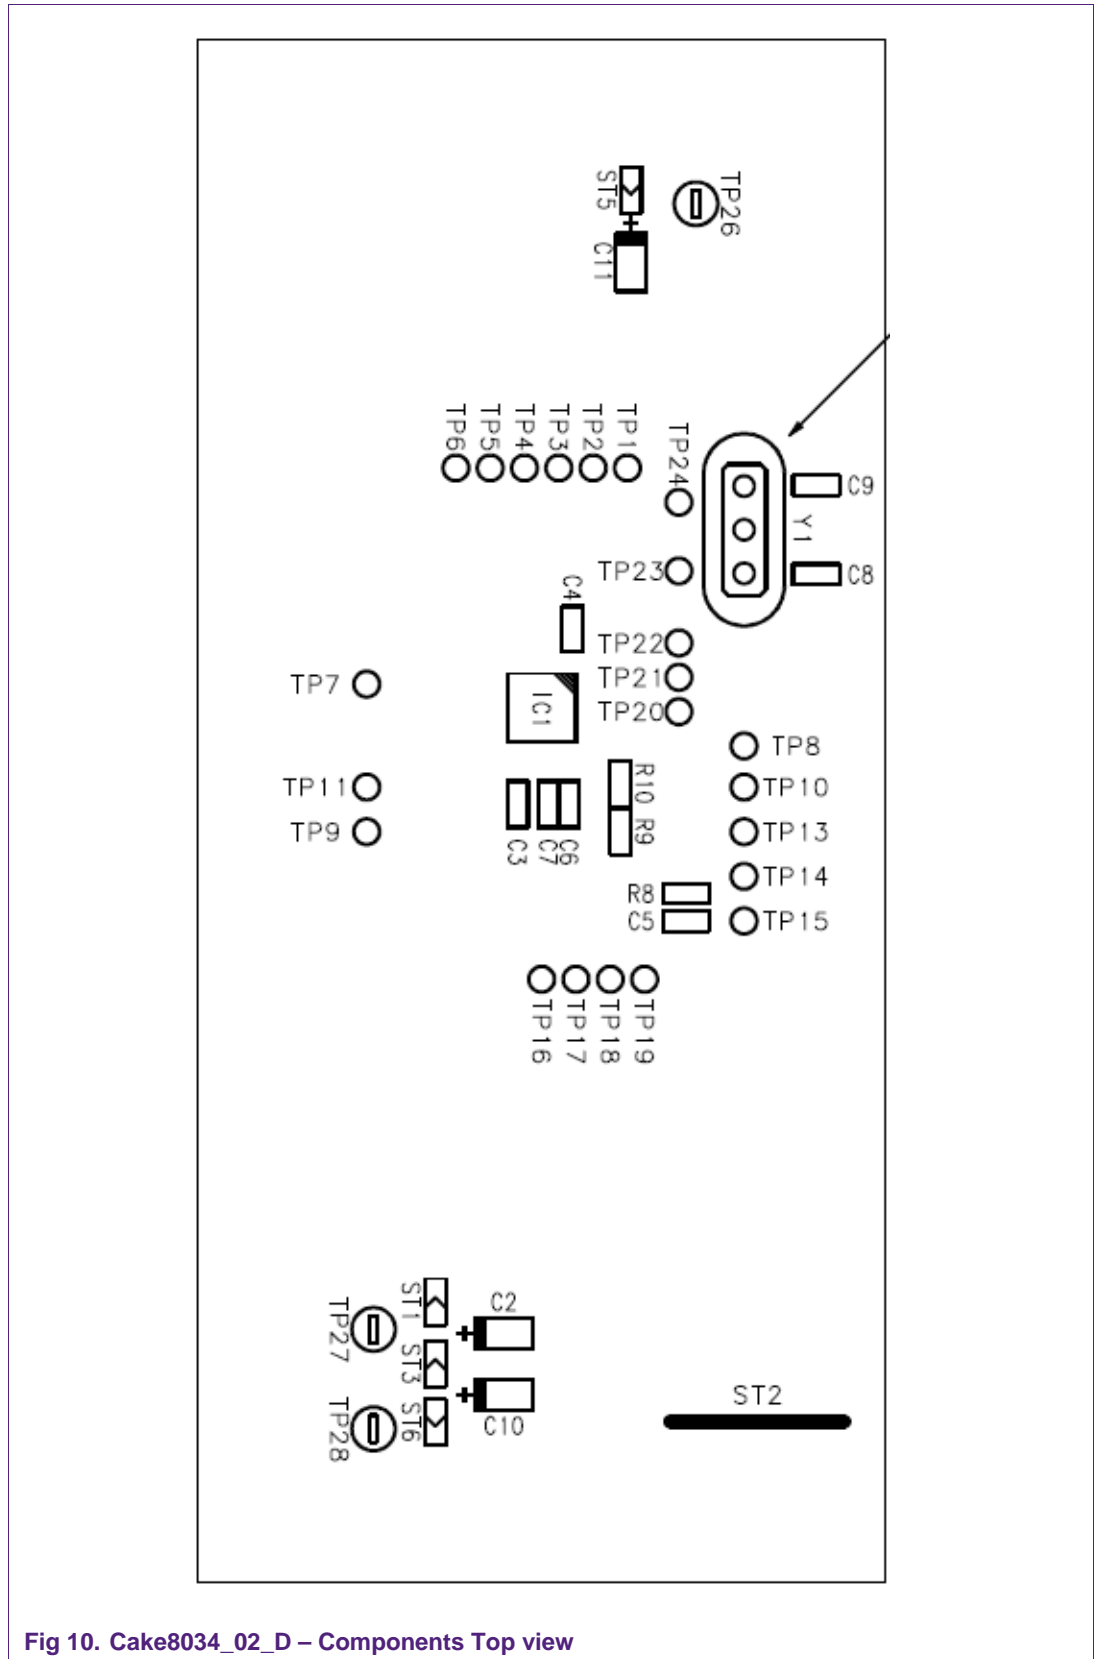 ST5
TP26
C11
TP6
TP5
TP4
TP3
TP2
TP1
TP24
C9
Y1
C8
TP23
C4
TP22
TP21
TP20
TP7
IC1
TP8
TP11
TP10
R10
TP9
R9
TP13
C3
C7
C6
TP14
R8
C5
TP15
TP16
TP17
TP18
TP19
ST1
C2
TP27
ST3
ST2
TP28
ST6
C10
Fig 10. Cake8034_02_D – Components Top view